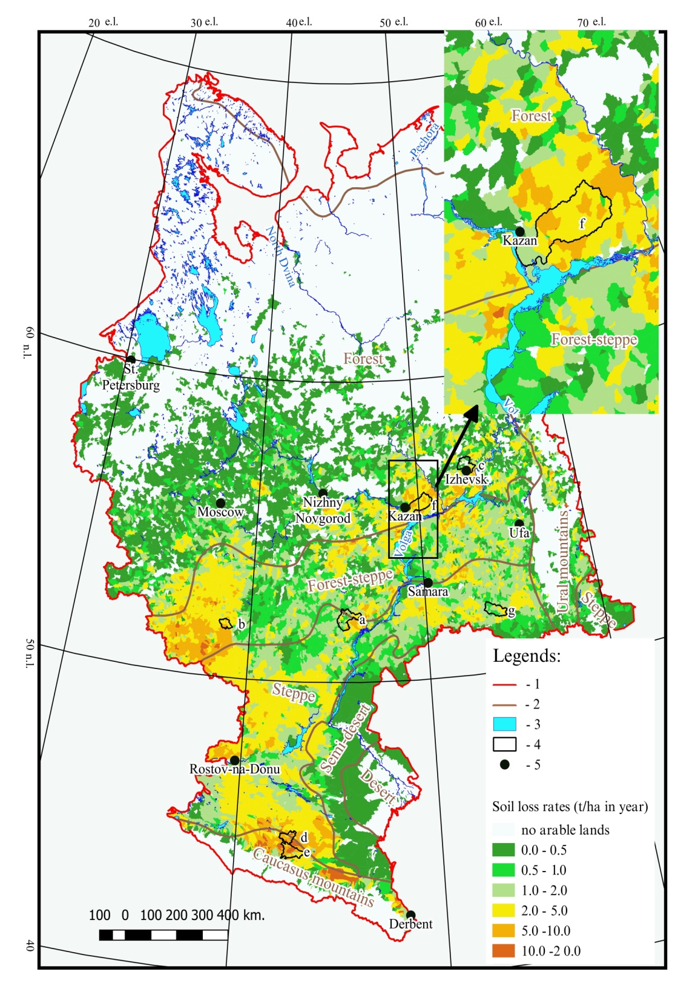 20 e.l.
30 e.l.
40 e.l.
50 e.l.
60 e.l.
70 e.l.
Pechora
Forest
f
Kazan
Forest-steppe
Vol
North Dvina
60 n.l.
Forest
St.
Petersburg
c
Izhevsk
Nizhny
Novgorod
Moscow
f
Kazan
Ufa
Volga
Ural mountains
Forest-steppe
Samara
Steppe
g
a
b
50 n.l.
Steppe
Semi-desert
Rostov-na-Donu
Desert
d
e
Caucasus mountains
Derbent
40
100 0 100 200 300 400 km.
Legends:
- 1
- 2
- 3
- 4
- 5
Soil loss rates (t/ha in year)
no arable lands
0.0 - 0.5
0.5 - 1.0
1.0 - 2.0
2.0 - 5.0
5.0 -10.0
10.0 -2 0.0